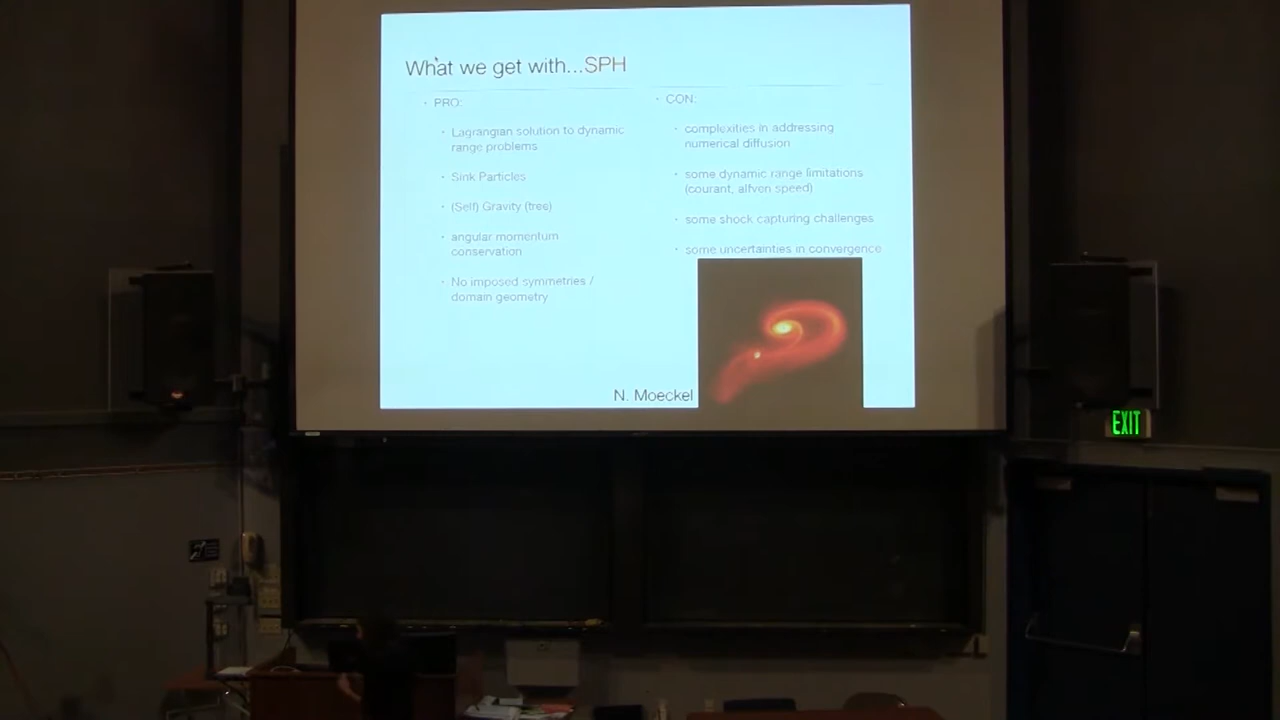 What we get with...SPH
· PRO:
· Lagrangian solution to dynamic
range problems
· Sink Particles
· (Self) Gravity (tree)
· angular momentum
conservation
· No imposed symmetries /
domain geometry
· CON:
· complexities in addressing
numerical diffusion
· some dynamic range limitations
(courant, alfven speed)
· some shock capturing challenges
· some uncertainties in convergence
N. Moeckel
EXIT